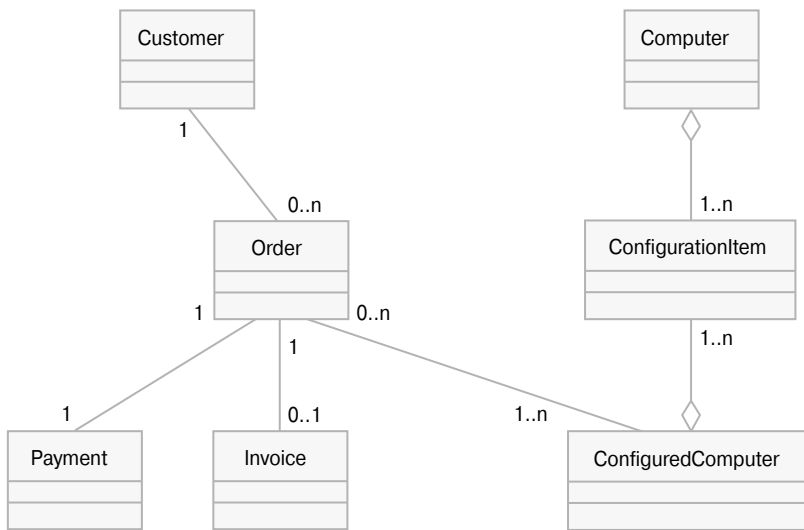 Customer
Computer
1
0..n
1..n
Order
ConfigurationItem
1
1
0..n
1..n
1
0..1
1..n
Payment
Invoice
ConfiguredComputer